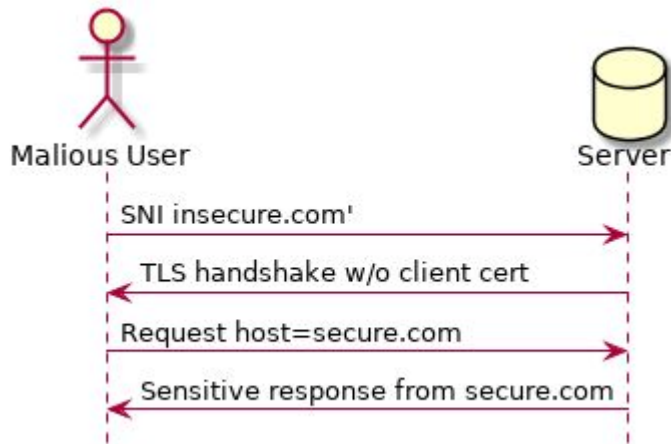 Malious User
Server
SNI insecure.com'
TLS handshake w/o client cert
Request host=secure.com
Sensitive response from secure.com